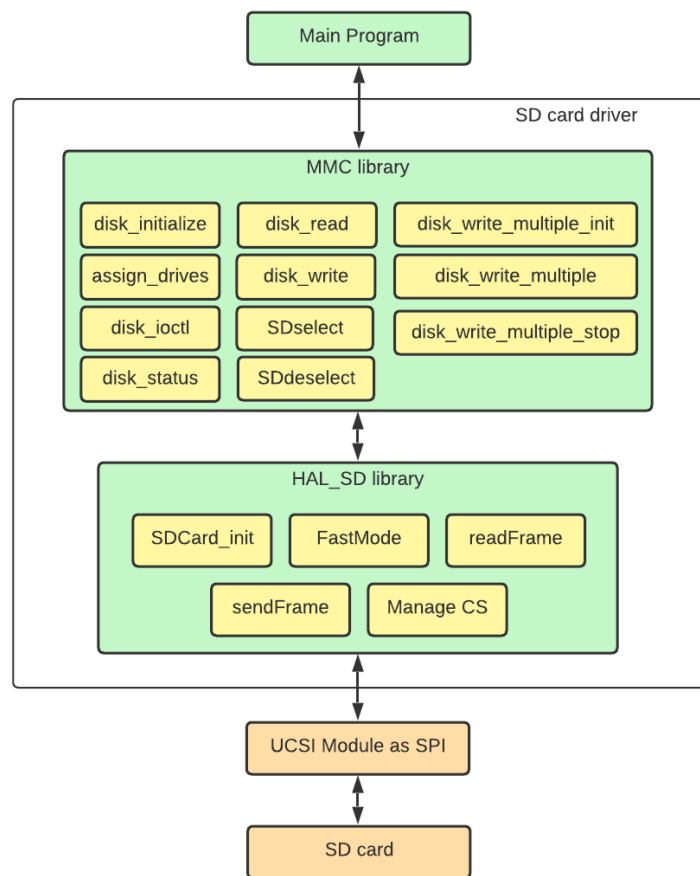 Main Program
SD card driver
MMC library
disk_initialize
disk_read
disk_write_multiple_init
assign_drives
disk_write
disk_write_multiple
disk_ioctl
SDselect
disk_write_multiple_stop
disk_status
SDdeselect
HAL_SD library
SDCard_init
FastMode
readFrame
sendFrame
Manage CS
UCSI Module as SPI
SD card